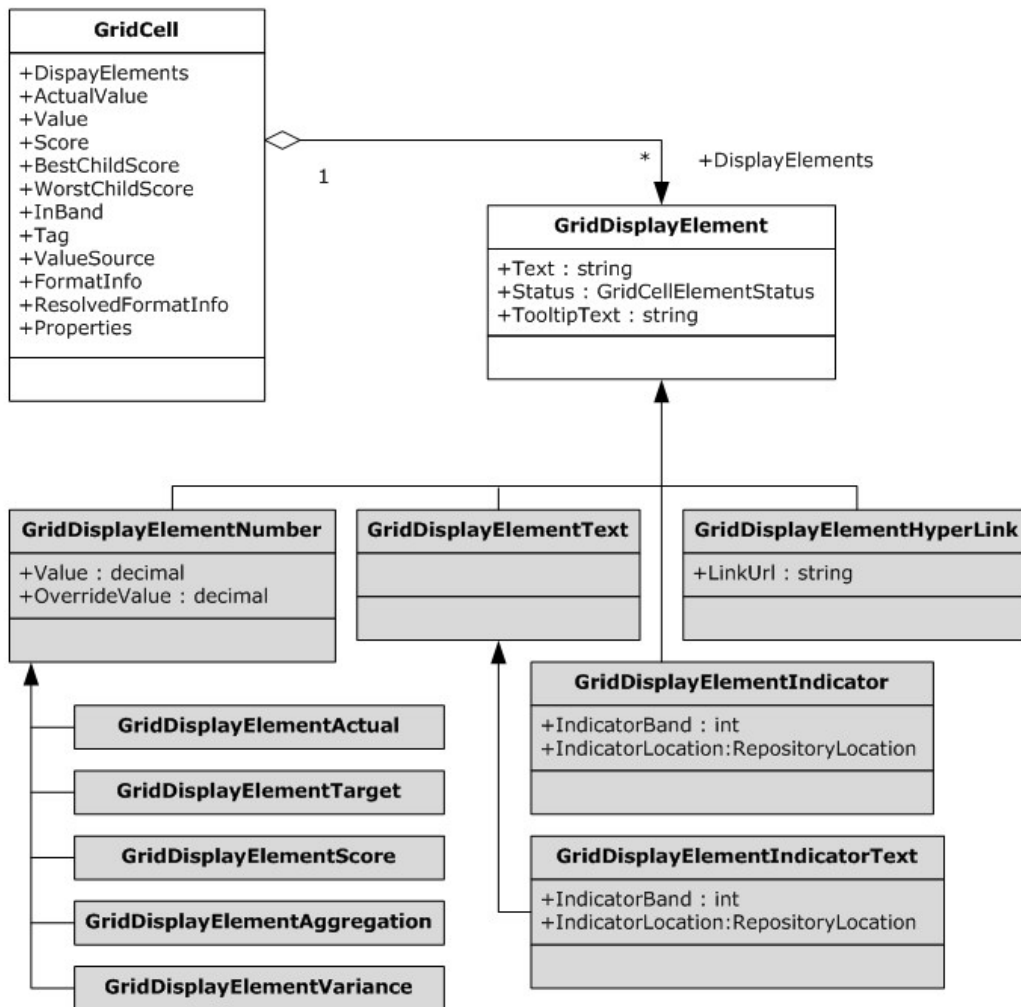 GridCell
+DispayElements
+ActualValue
+Value
+Score
+BestChildScore
+WorstChildScore
+InBand
+Tag
+ValueSource
+FormatInfo
+ResolvedFormatInfo
+Properties
1
*
+DisplayElements
GridDisplayElement
+Text : string
+Status : GridCellElementStatus
+TooltipText : string
GridDisplayElementNumber
+Value : decimal
+OverrideValue : decimal
GridDisplayElementText
GridDisplayElementHyperLink
+LinkUrl : string
GridDisplayElementIndicator
+IndicatorBand : int
+IndicatorLocation:RepositoryLocation
GridDisplayElementActual
GridDisplayElementTarget
GridDisplayElementScore
GridDisplayElementAggregation
GridDisplayElementVariance
GridDisplayElementIndicatorText
+IndicatorBand : int
+IndicatorLocation:RepositoryLocation